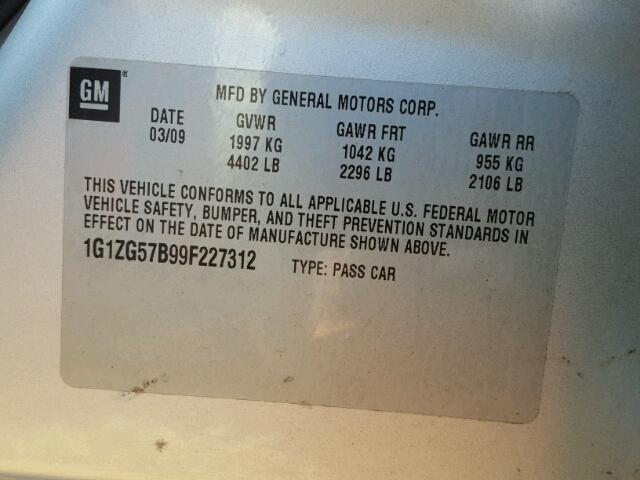 GM
MFD BY GENERAL MOTORS CORP.
DATE GVWR GAWR FRT GAWR RR
03/09 1997 KG 1042 KG 955 KG
4402 LB 2296 LB 2106 LB
THIS VEHICLE CONFORMS TO ALL APPLICABLE U.S. FEDERAL MOTOR
VEHICLE SAFETY, BUMPER, AND THEFT PREVENTION STANDARDS IN
EFFECT ON THE DATE OF MANUFACTURE SHOWN ABOVE.
1G1ZG57B99F227312 TYPE: PASS CAR